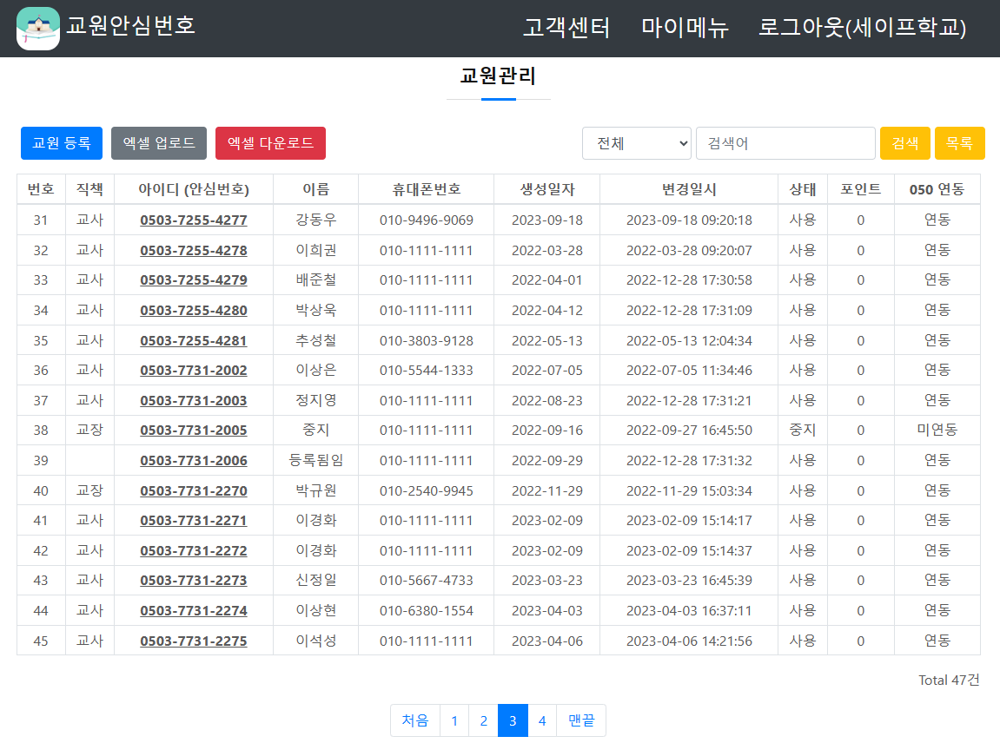 교원안심번호 고객센터 마이메뉴 로그아웃(세이프학교)
교원관리
교원 등록 엑셀 업로드 엑셀 다운로드 전체 검색어 검색 목록
번호 직책 아이디 (안심번호) 이름 휴대폰번호 생성일자 변경일시 상태 포인트 050 연동
31 교사 0503-7255-4277 강동우 010-9496-9069 2023-09-18 2023-09-18 09:20:18 사용 0 연동
32 교사 0503-7255-4278 이희권 010-1111-1111 2022-03-28 2022-03-28 09:20:07 사용 0 연동
33 교사 0503-7255-4279 배준철 010-1111-1111 2022-04-01 2022-12-28 17:30:58 사용 0 연동
34 교사 0503-7255-4280 박상욱 010-1111-1111 2022-04-12 2022-12-28 17:31:09 사용 0 연동
35 교사 0503-7255-4281 추성철 010-3803-9128 2022-05-13 2022-05-13 12:04:34 사용 0 연동
36 교사 0503-7731-2002 이상은 010-5544-1333 2022-07-05 2022-07-05 11:34:46 사용 0 연동
37 교사 0503-7731-2003 정지영 010-1111-1111 2022-08-23 2022-12-28 17:31:21 사용 0 연동
38 교장 0503-7731-2005 중지 010-1111-1111 2022-09-16 2022-09-27 16:45:50 중지 0 미연동
39 0503-7731-2006 등록됨임 010-1111-1111 2022-09-29 2022-12-28 17:31:32 사용 0 연동
40 교장 0503-7731-2270 박규원 010-2540-9945 2022-11-29 2022-11-29 15:03:34 사용 0 연동
41 교사 0503-7731-2271 이경화 010-1111-1111 2023-02-09 2023-02-09 15:14:17 사용 0 연동
42 교사 0503-7731-2272 이경화 010-1111-1111 2023-02-09 2023-02-09 15:14:37 사용 0 연동
43 교사 0503-7731-2273 신정일 010-5667-4733 2023-03-23 2023-03-23 16:45:39 사용 0 연동
44 교사 0503-7731-2274 이상현 010-6380-1554 2023-04-03 2023-04-03 16:37:11 사용 0 연동
45 교사 0503-7731-2275 이석성 010-1111-1111 2023-04-06 2023-04-06 14:21:56 사용 0 연동
Total 47건
처음 1 2 3 4 맨끝